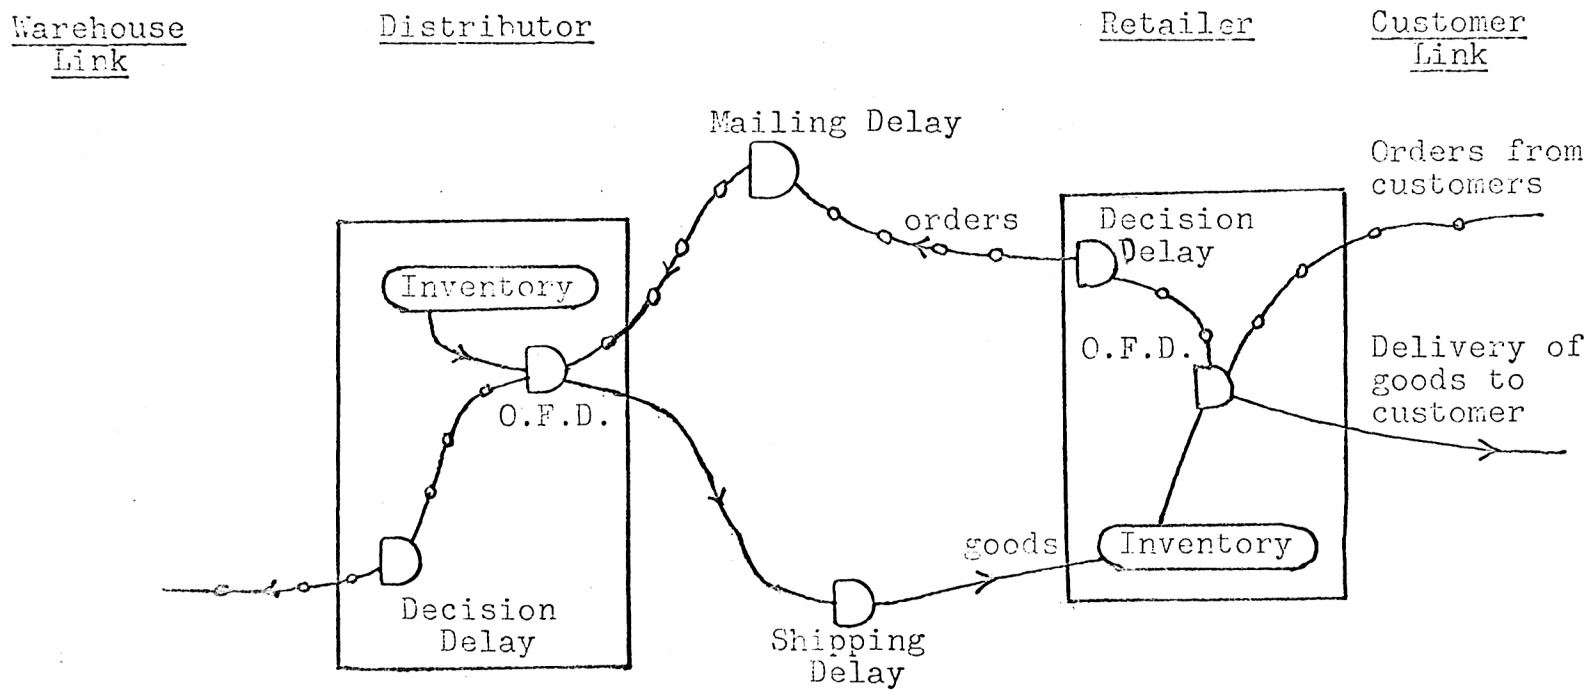 Warehouse
Link
Distributor
Retailer
Customer
Link
Mailing Delay
Orders from
customers
orders
Decision
Delay
Inventory
O.F.D.
Delivery of
goods to
customer
O.F.D.
goods
Inventory
Decision
Delay
Shipping
Delay